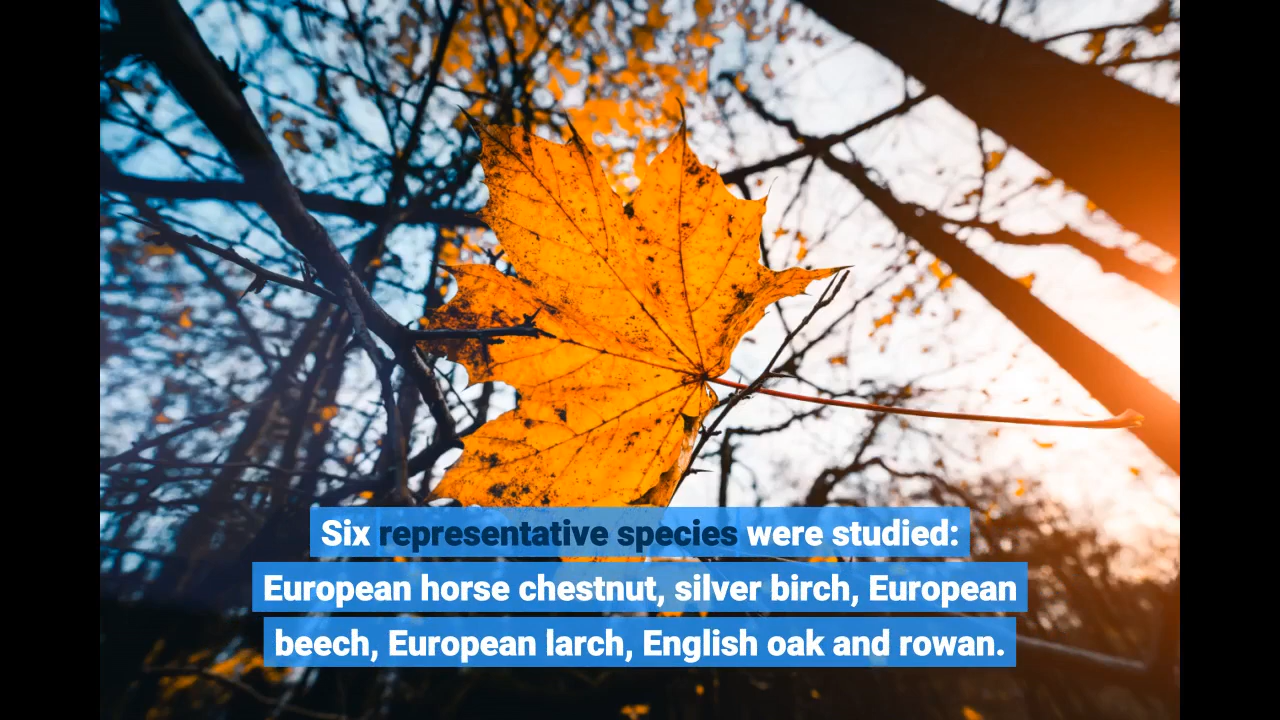 Six representative species were studied:
European horse chestnut, silver birch, European
beech, European larch, English oak and rowan.